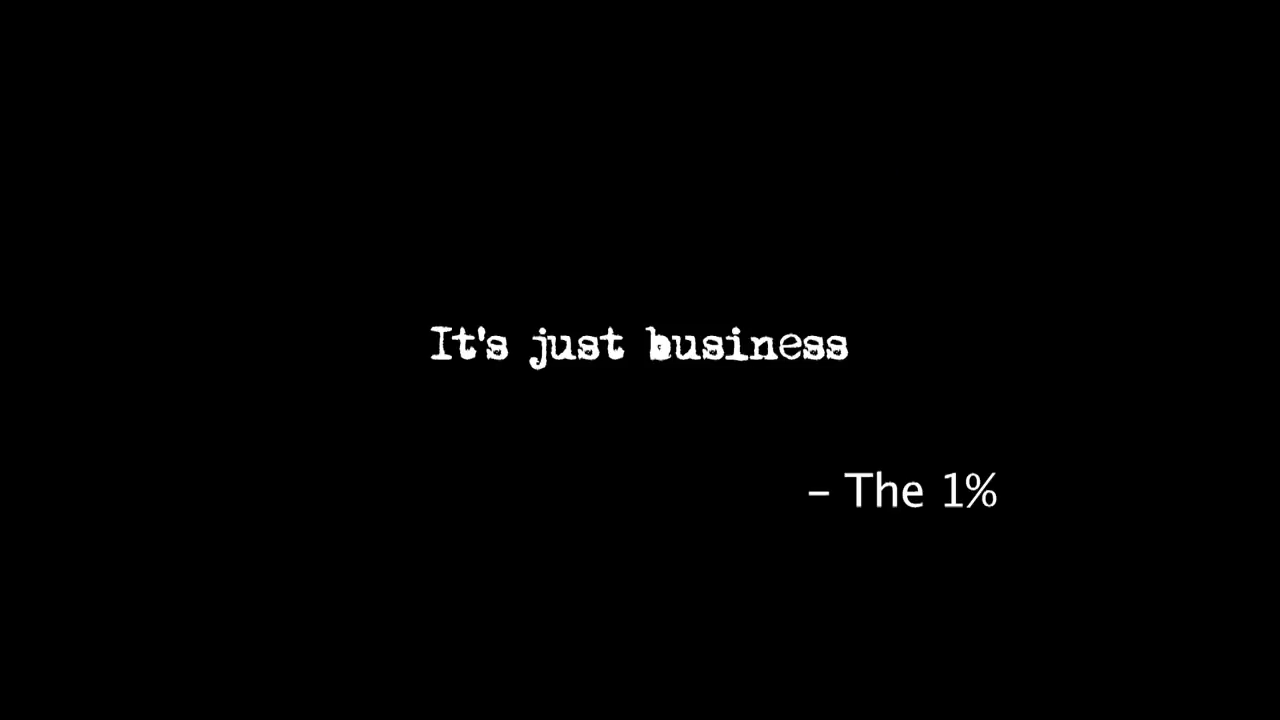 It's just business
– The 1%